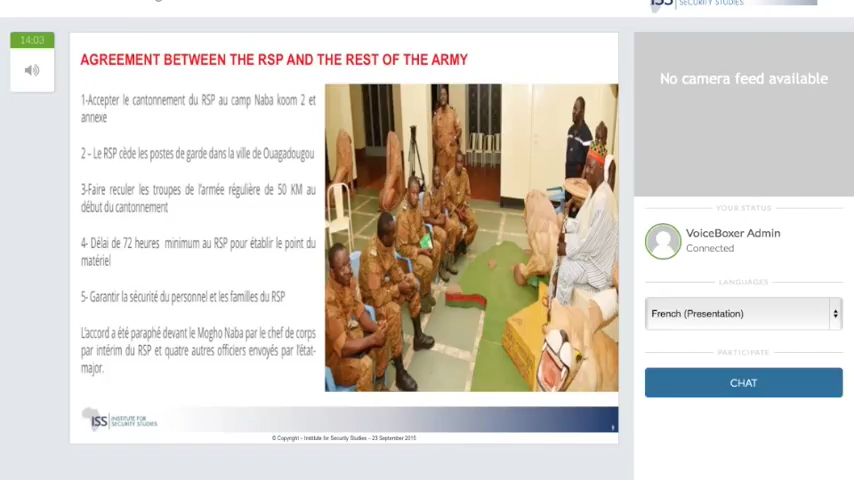 ISS
SECURITY STUDIES
14:03
AGREEMENT BETWEEN THE RSP AND THE REST OF THE ARMY
1-Accepter le cantonnement du RSP au camp Naba koom 2 et
annexe
2 – Le RSP cède les postes de garde dans la ville de Ouagadougou
3-Faire reculer les troupes de l'armée régulière de 50 KM au
début du cantonnement
4- Délai de 72 heures minimum au RSP pour établir le point du
matériel
5- Garantir la sécurité du personnel et les familles du RSP
L'accord a été paraphé devant le Mogho Naba par le chef de corps
par intérim du RSP et quatre autres officiers envoyés par l'état-
major.
ISS
INSTITUTE FOR
SECURITY STUDIES
© Copyright - Institute for Security Studies – 23 September 2015
No camera feed available
YOUR STATUS
VoiceBoxer Admin
Connected
LANGUAGES
French (Presentation)
PARTICIPATE
CHAT